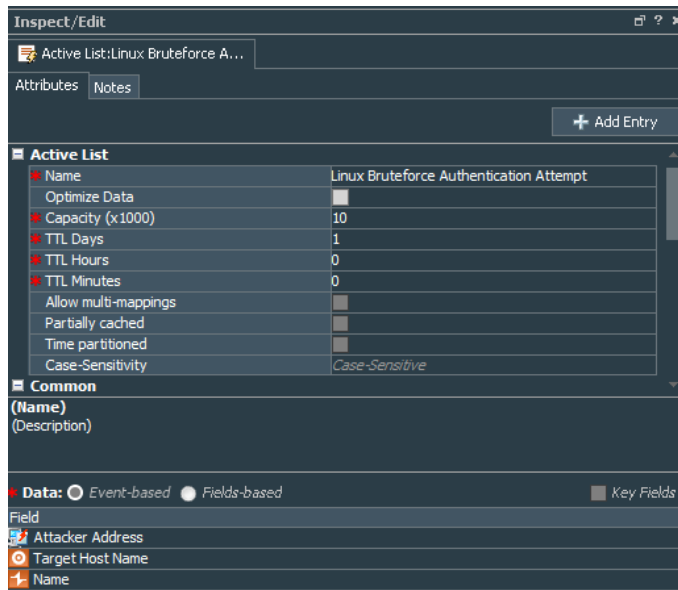 Inspect/Edit ?
Active List:Linux Bruteforce A...
Attributes Notes
Add Entry
Active List
Name Linux Bruteforce Authentication Attempt
Optimize Data
Capacity (x1000) 10
TTL Days 1
TTL Hours 0
TTL Minutes 0
Allow multi-mappings
Partially cached
Time partitioned
Case-Sensitivity Case-Sensitive
Common
(Name)
(Description)
Data: Event-based Fields-based Key Fields
Field
Attacker Address
Target Host Name
Name